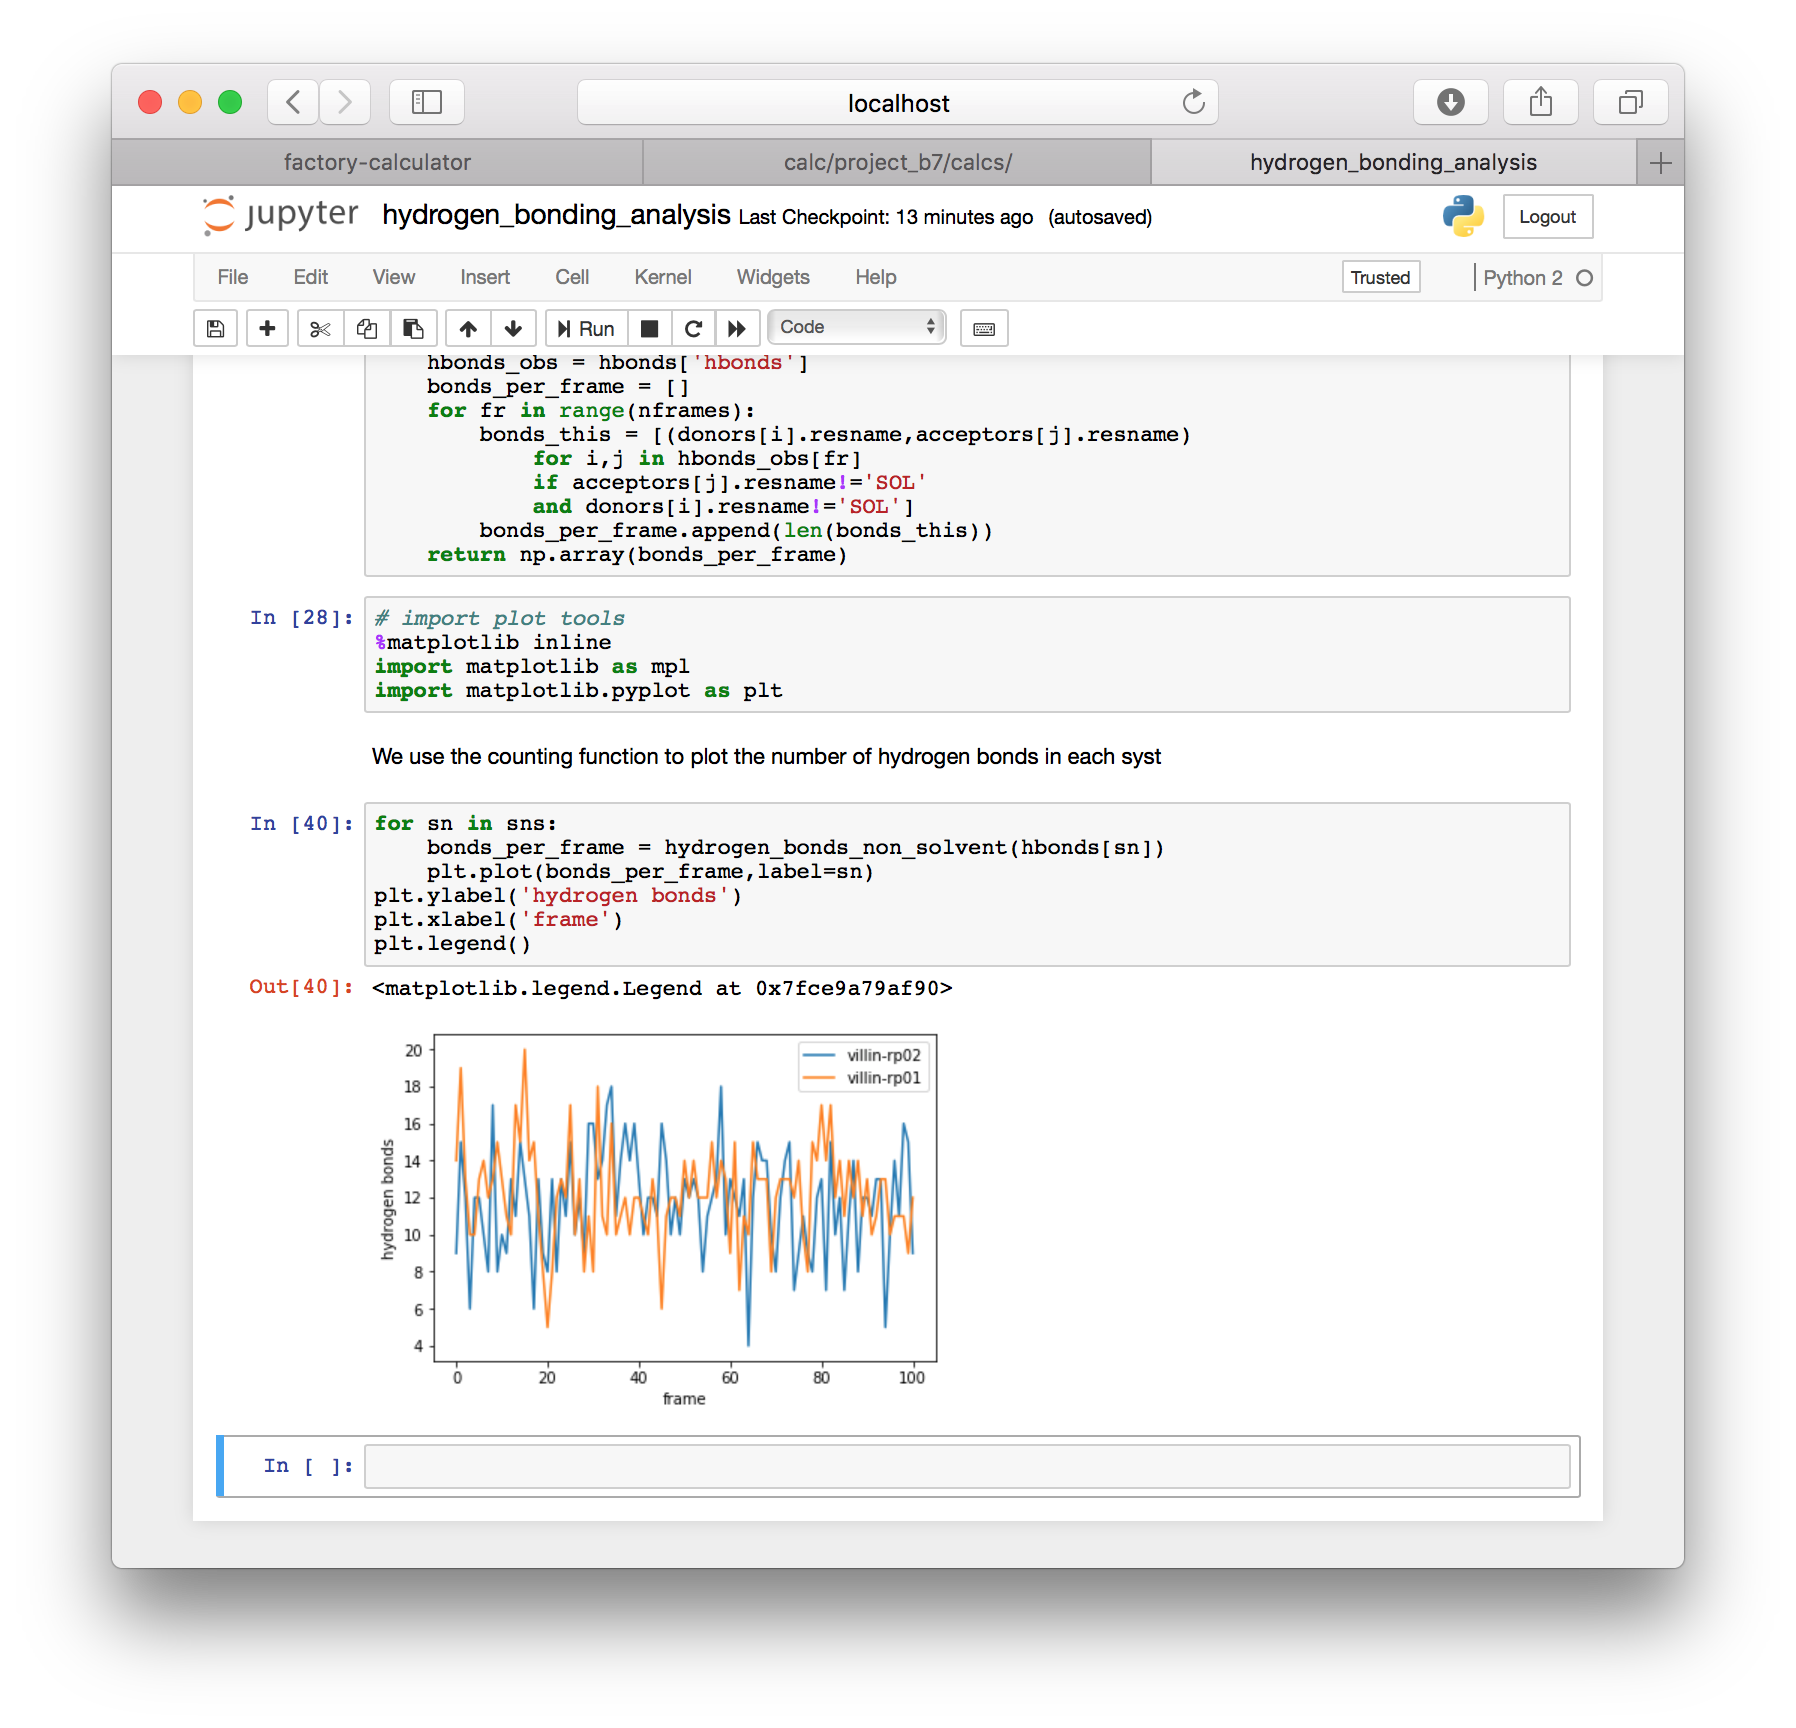 localhost
factory-calculator
calc/project_b7/calcs/
hydrogen_bonding_analysis
jupyter hydrogen_bonding_analysis Last Checkpoint: 13 minutes ago (autosaved)
Logout
File Edit View Insert Cell Kernel Widgets Help
Trusted
Python 2
Run
Code
hbonds_obs = hbonds['hbonds']
bonds_per_frame = []
for fr in range(nframes):
bonds_this = [(donors[i].resname,acceptors[j].resname)
for i,j in hbonds_obs[fr]
if acceptors[j].resname!='SOL'
and donors[i].resname!='SOL']
bonds_per_frame.append(len(bonds_this))
return np.array(bonds_per_frame)
In [28]:
# import plot tools
%matplotlib inline
import matplotlib as mpl
import matplotlib.pyplot as plt
We use the counting function to plot the number of hydrogen bonds in each syst
In [40]:
for sn in sns:
bonds_per_frame = hydrogen_bonds_non_solvent(hbonds[sn])
plt.plot(bonds_per_frame,label=sn)
plt.ylabel('hydrogen bonds')
plt.xlabel('frame')
plt.legend()
Out[40]: <matplotlib.legend.Legend at 0x7fce9a79af90>
villin-rp02
villin-rp01
hydrogen bonds
20
18
16
14
12
10
8
6
4
0 20 40 60 80 100
frame
In [ ]: